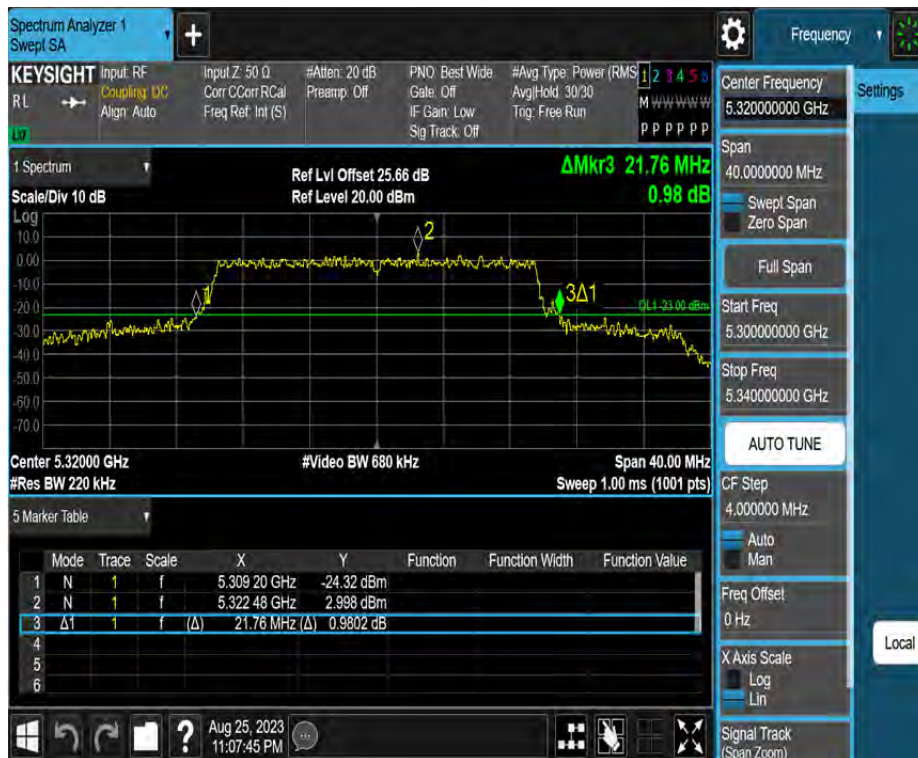 Spectrum Analyzer 1
Swept SA
+
Frequency
KEYSIGHT
RL
LXI
Input: RF
Coupling: DC
Align: Auto
Input Z: 50 Ω
Corr CCorr RCal
Freq Ref: Int (S)
#Atten: 20 dB
Preamp: Off
PNO: Best Wide
Gate: Off
IF Gain: Low
Sig Track: Off
#Avg Type: Power (RMS
Avg|Hold: 30/30
Trig: Free Run
1 2 3 4 5 6
M W W W W W
P P P P P P
1 Spectrum
Scale/Div 10 dB
Ref Lvl Offset 25.66 dB
Ref Level 20.00 dBm
ΔMkr3 21.76 MHz
0.98 dB
Log
10.0
0.00
-10.0
-20.0
-30.0
-40.0
-50.0
-60.0
-70.0
1
2
3Δ1
DL1 -23.00 dBm
Center 5.32000 GHz
#Video BW 680 kHz
Span 40.00 MHz
#Res BW 220 kHz
Sweep 1.00 ms (1001 pts)
5 Marker Table
Mode Trace Scale X Y Function Function Width Function Value
1 N 1 f 5.309 20 GHz -24.32 dBm
2 N 1 f 5.322 48 GHz 2.998 dBm
3 Δ1 1 f (Δ) 21.76 MHz (Δ) 0.9802 dB
4
5
6
?
Aug 25, 2023
11:07:45 PM
Center Frequency
5.320000000 GHz
Span
40.0000000 MHz
Swept Span
Zero Span
Full Span
Start Freq
5.300000000 GHz
Stop Freq
5.340000000 GHz
AUTO TUNE
CF Step
4.000000 MHz
Auto
Man
Freq Offset
0 Hz
X Axis Scale
Log
Lin
Signal Track
(Span Zoom)
Settings
Local